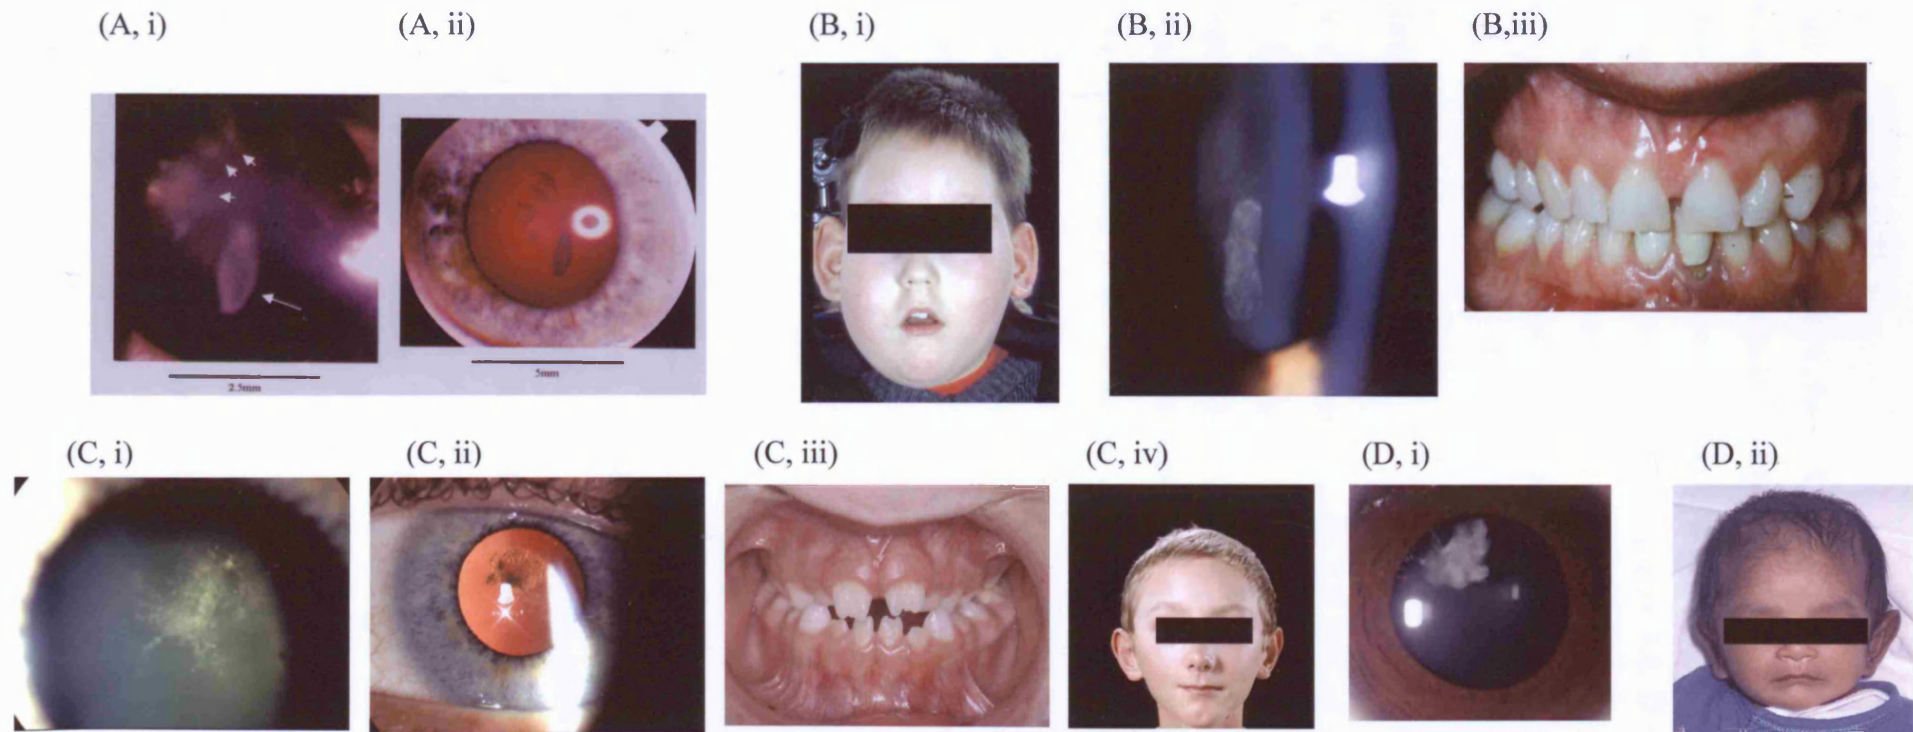 (A, i)
(A, ii)
(B, i)
(B, ii)
(B,iii)
2.5mm
5mm
(C, i)
(C, ii)
(C, iii)
(C, iv)
(D, i)
(D, ii)